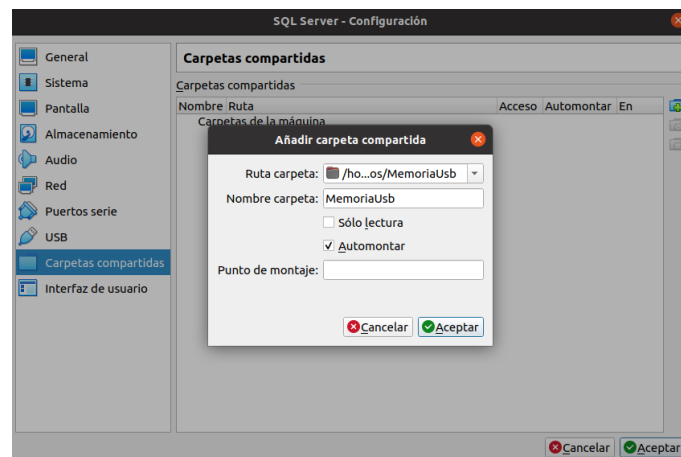 SQL Server - Configuración
General
Sistema
Pantalla
Almacenamiento
Audio
Red
Puertos serie
USB
Carpetas compartidas
Interfaz de usuario
Carpetas compartidas
Carpetas compartidas
Nombre Ruta Acceso Automontar En
Carpetas de la máquina
Añadir carpeta compartida
Ruta carpeta: /ho...os/MemoriaUsb
Nombre carpeta: MemoriaUsb
Sólo lectura
Automontar
Punto de montaje:
Cancelar Aceptar
Cancelar Aceptar